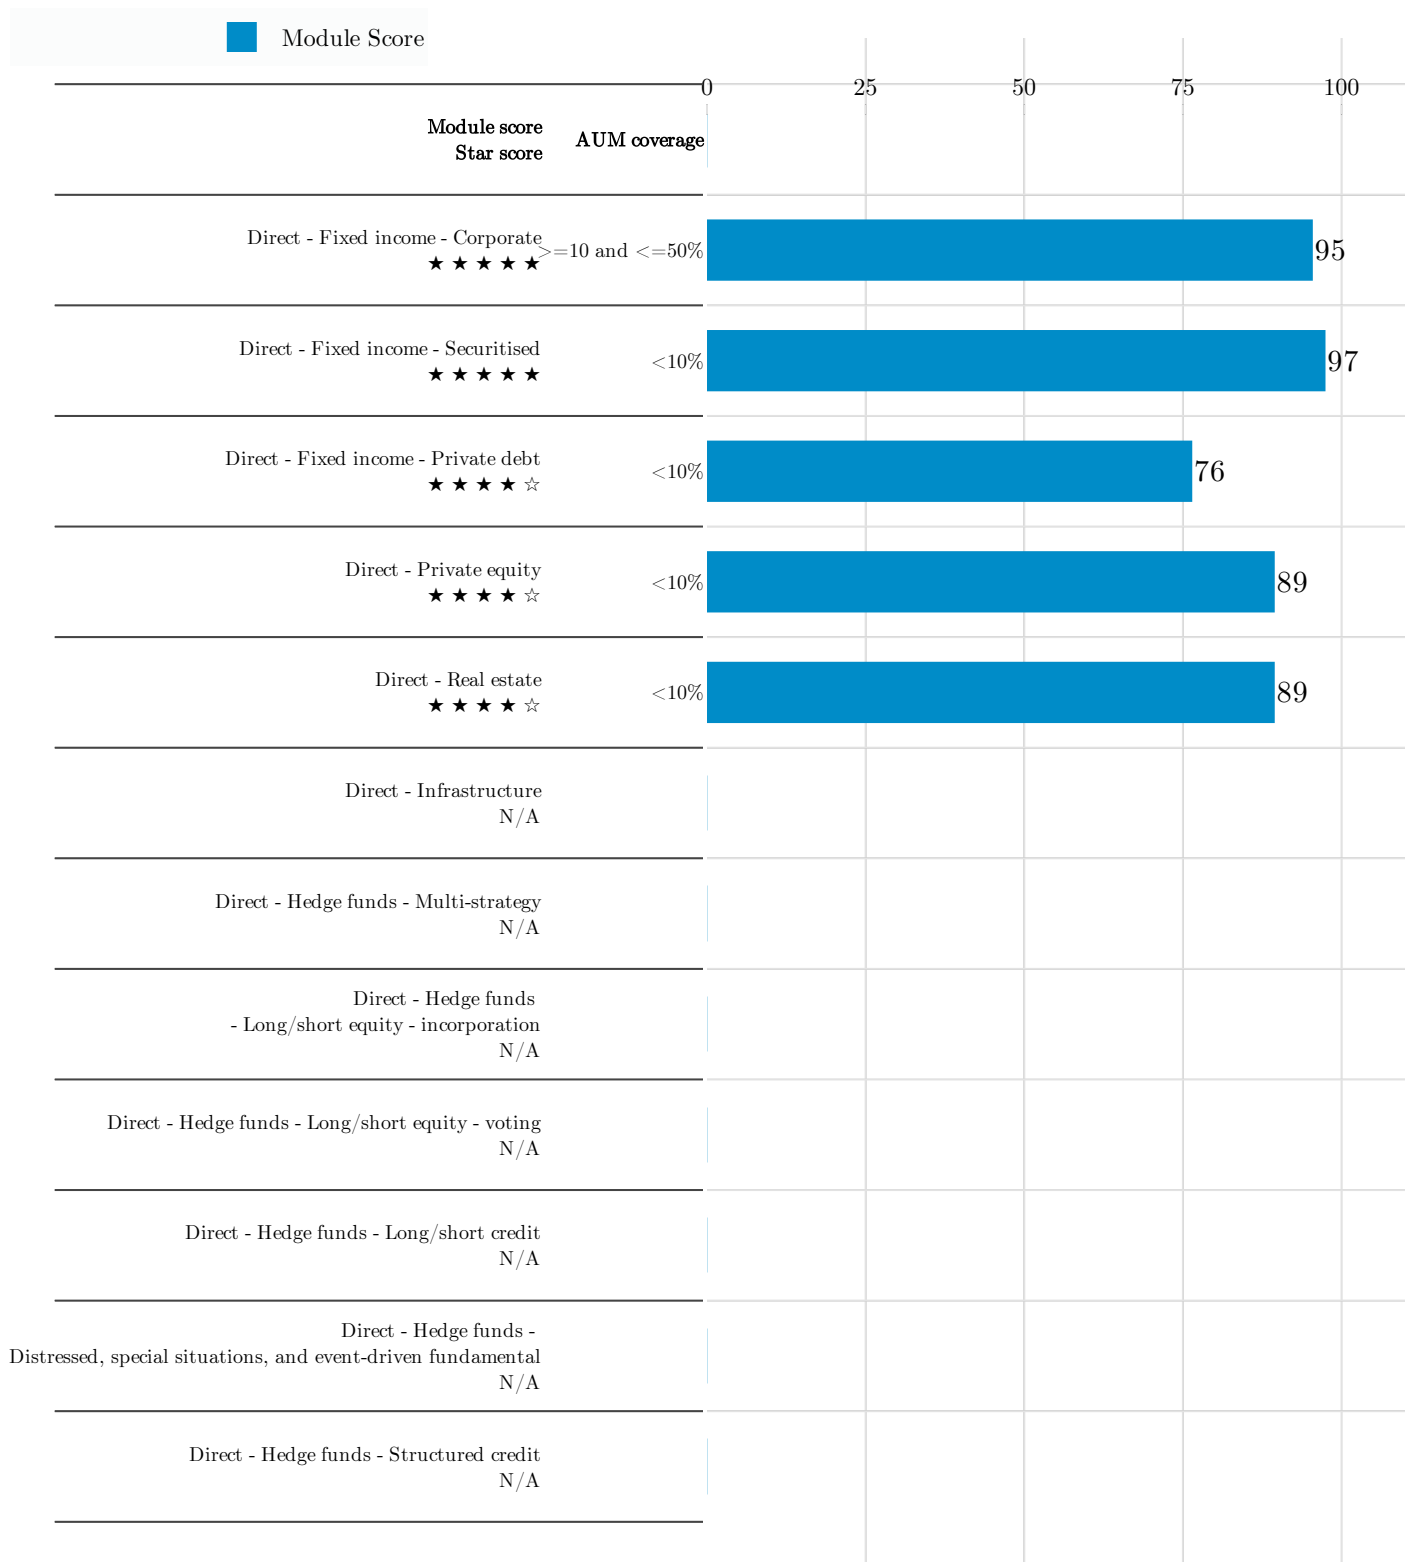 Module Score
0 25 50 75 100
Module score
Star score
AUM coverage
Direct - Fixed income - Corporate
★ ★ ★ ★ ★
>=10 and <=50%
95
Direct - Fixed income - Securitised
★ ★ ★ ★ ★
<10%
97
Direct - Fixed income - Private debt
★ ★ ★ ★ ☆
<10%
76
Direct - Private equity
★ ★ ★ ★ ☆
<10%
89
Direct - Real estate
★ ★ ★ ★ ☆
<10%
89
Direct - Infrastructure
N/A
Direct - Hedge funds - Multi-strategy
N/A
Direct - Hedge funds
- Long/short equity - incorporation
N/A
Direct - Hedge funds - Long/short equity - voting
N/A
Direct - Hedge funds - Long/short credit
N/A
Direct - Hedge funds -
Distressed, special situations, and event-driven fundamental
N/A
Direct - Hedge funds - Structured credit
N/A